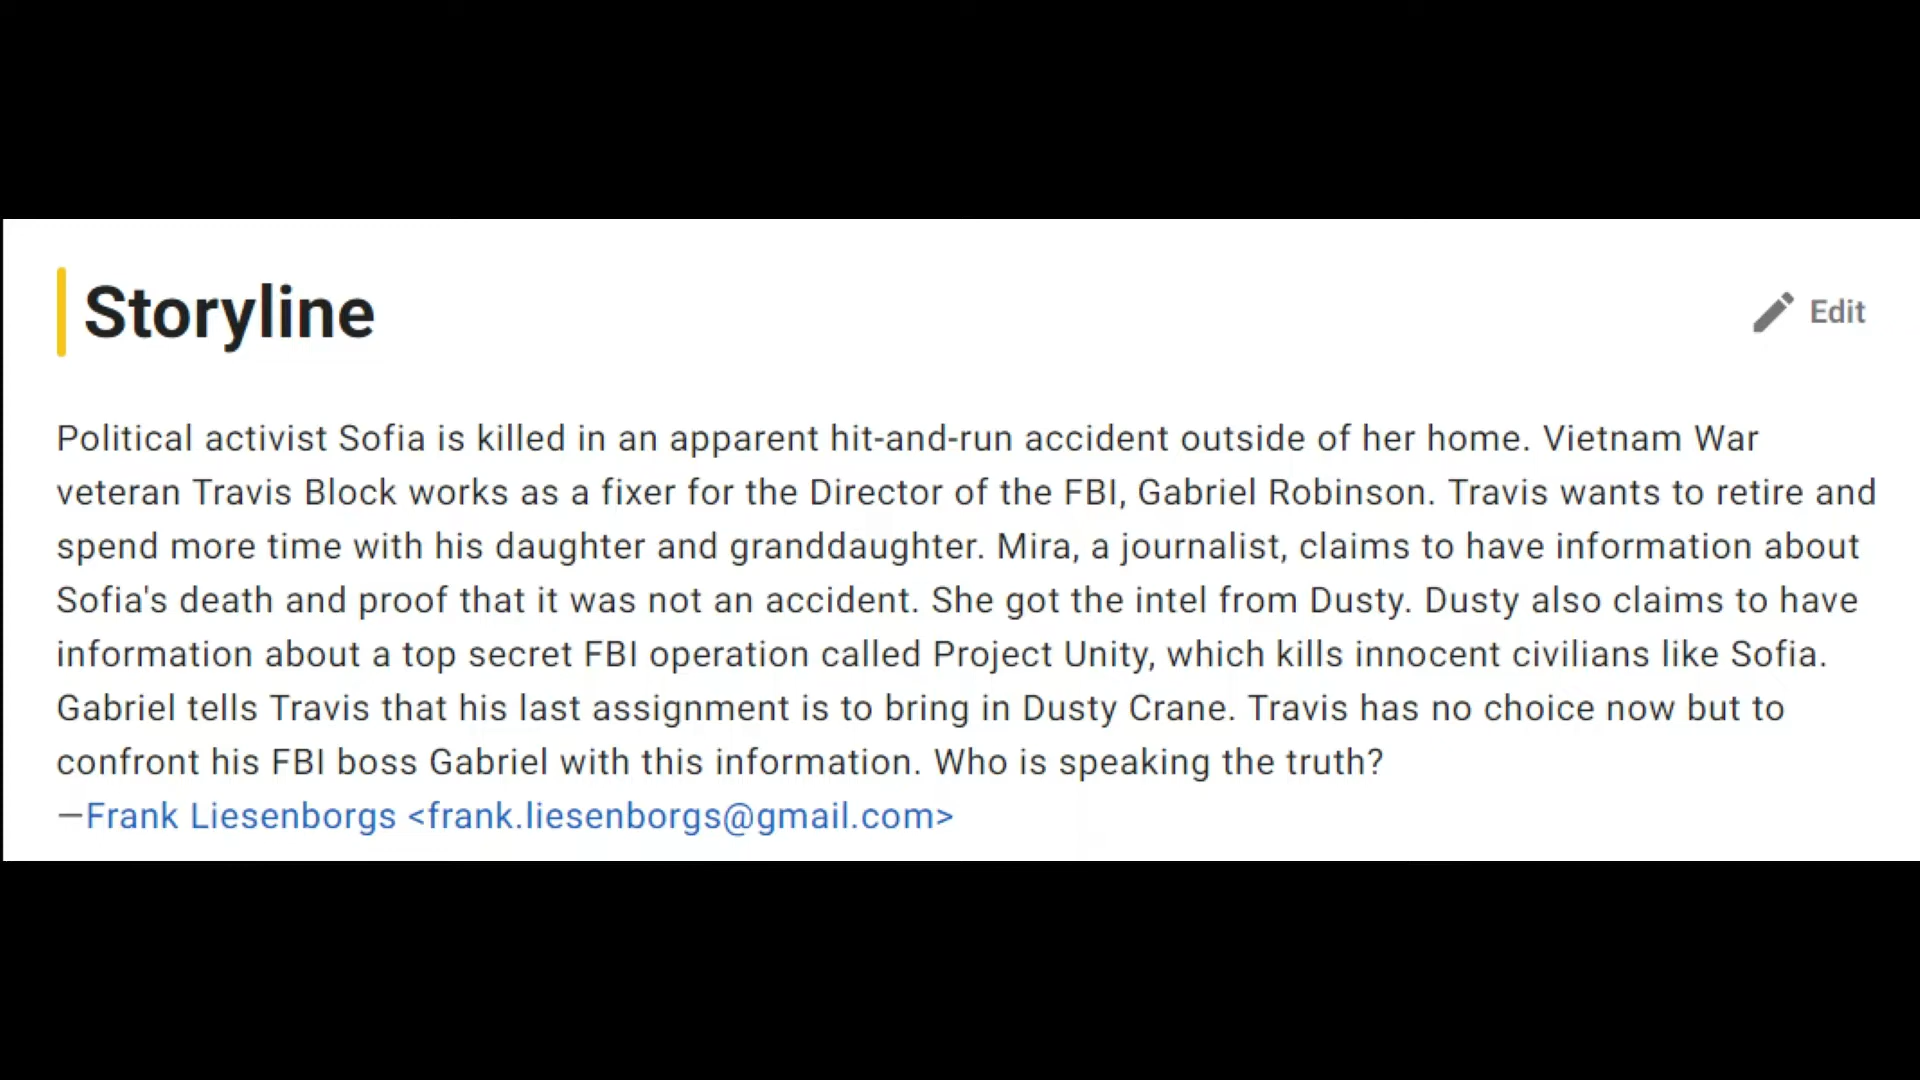 Storyline
Edit
Political activist Sofia is killed in an apparent hit-and-run accident outside of her home. Vietnam War
veteran Travis Block works as a fixer for the Director of the FBI, Gabriel Robinson. Travis wants to retire and
spend more time with his daughter and granddaughter. Mira, a journalist, claims to have information about
Sofia's death and proof that it was not an accident. She got the intel from Dusty. Dusty also claims to have
information about a top secret FBI operation called Project Unity, which kills innocent civilians like Sofia.
Gabriel tells Travis that his last assignment is to bring in Dusty Crane. Travis has no choice now but to
confront his FBI boss Gabriel with this information. Who is speaking the truth?
—Frank Liesenborgs <frank.liesenborgs@gmail.com>